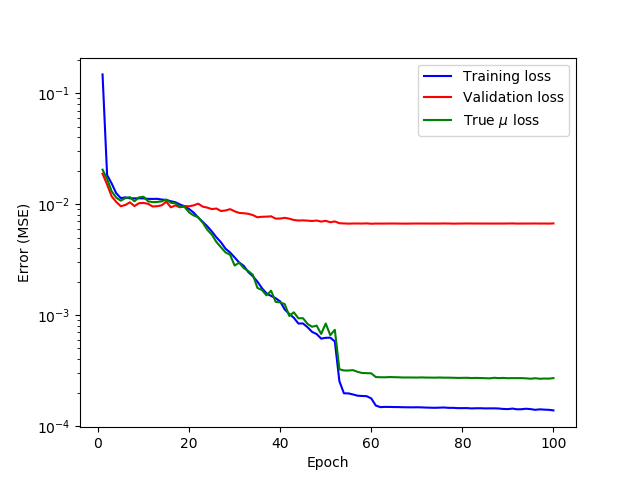 Training loss
Validation loss
True μ loss
Error (MSE)
10⁻¹
10⁻²
10⁻³
10⁻⁴
0 20 40 60 80 100
Epoch